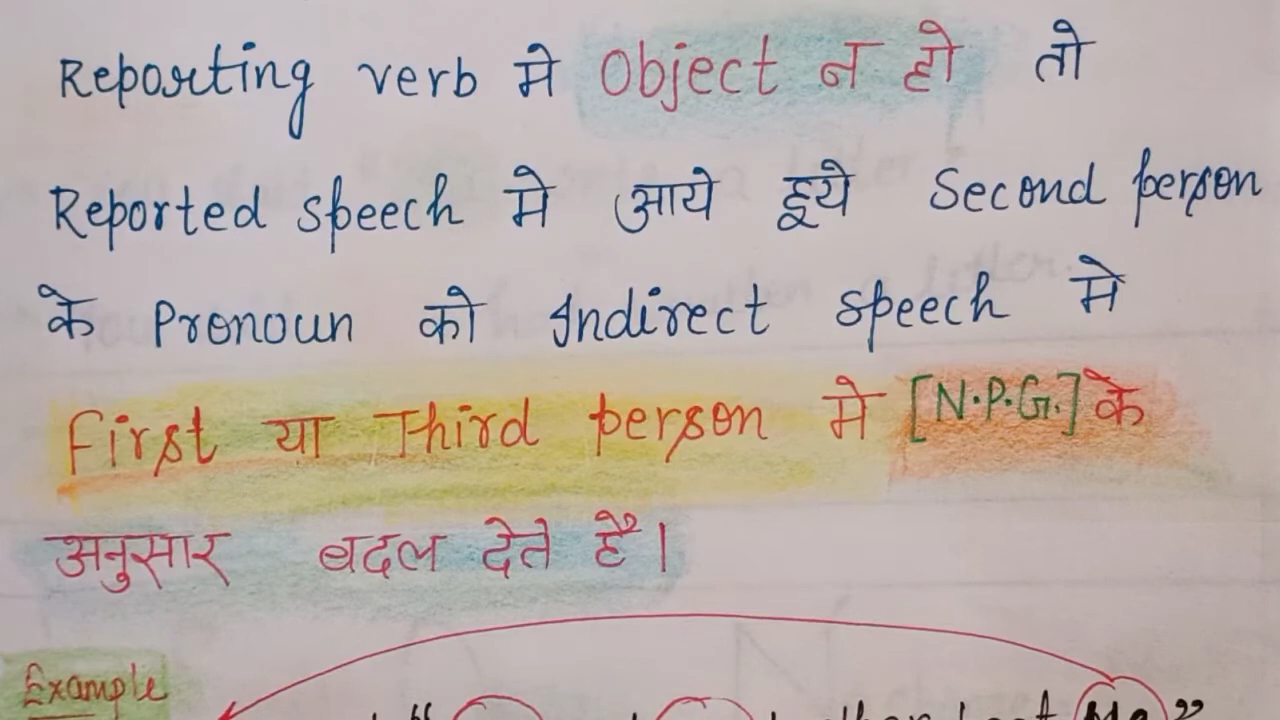 Reporting verb मे Object न हो तो
Reported speech मे आये हूये Second person
के Pronoun को Indirect speech मे
First या Third person मे [N.P.G.] के
अनुसार बदल देते हैं।
Example